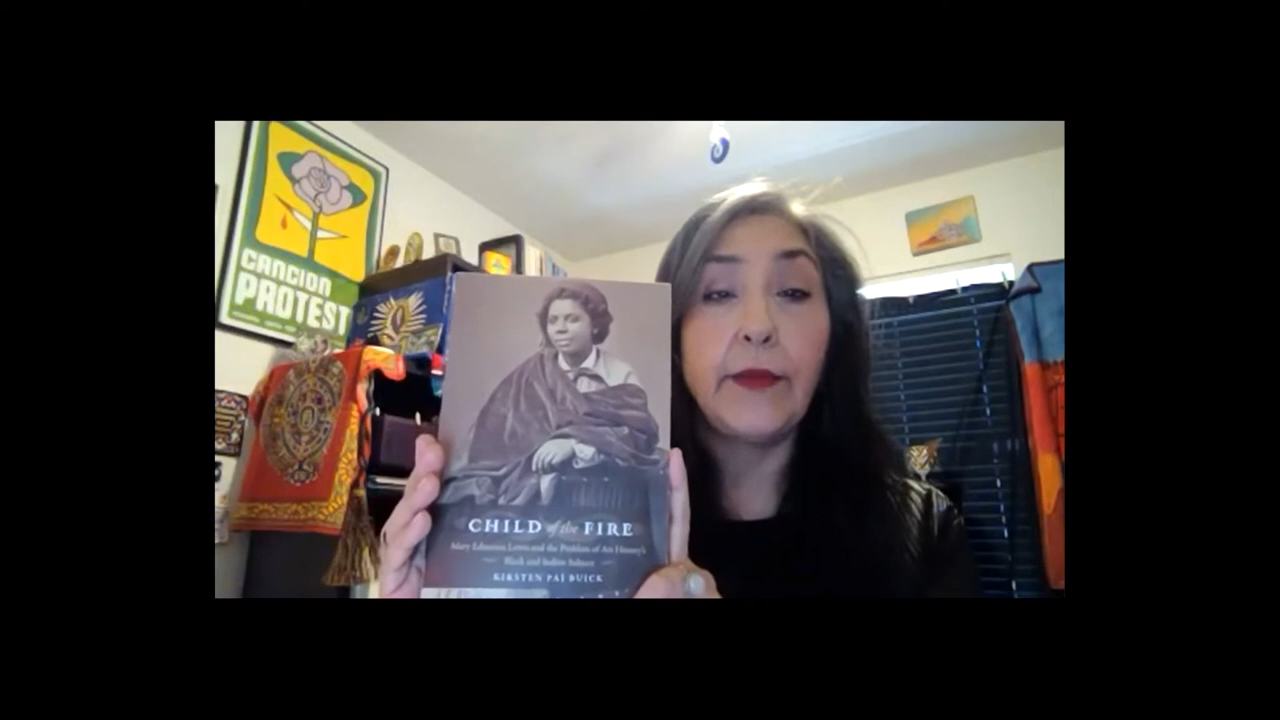 CANCION
PROTESTA
CHILD of the FIRE
Mary Edmonia Lewis and the Problem of Art History's
Black and Indian Subject
KIRSTEN PAI BUICK